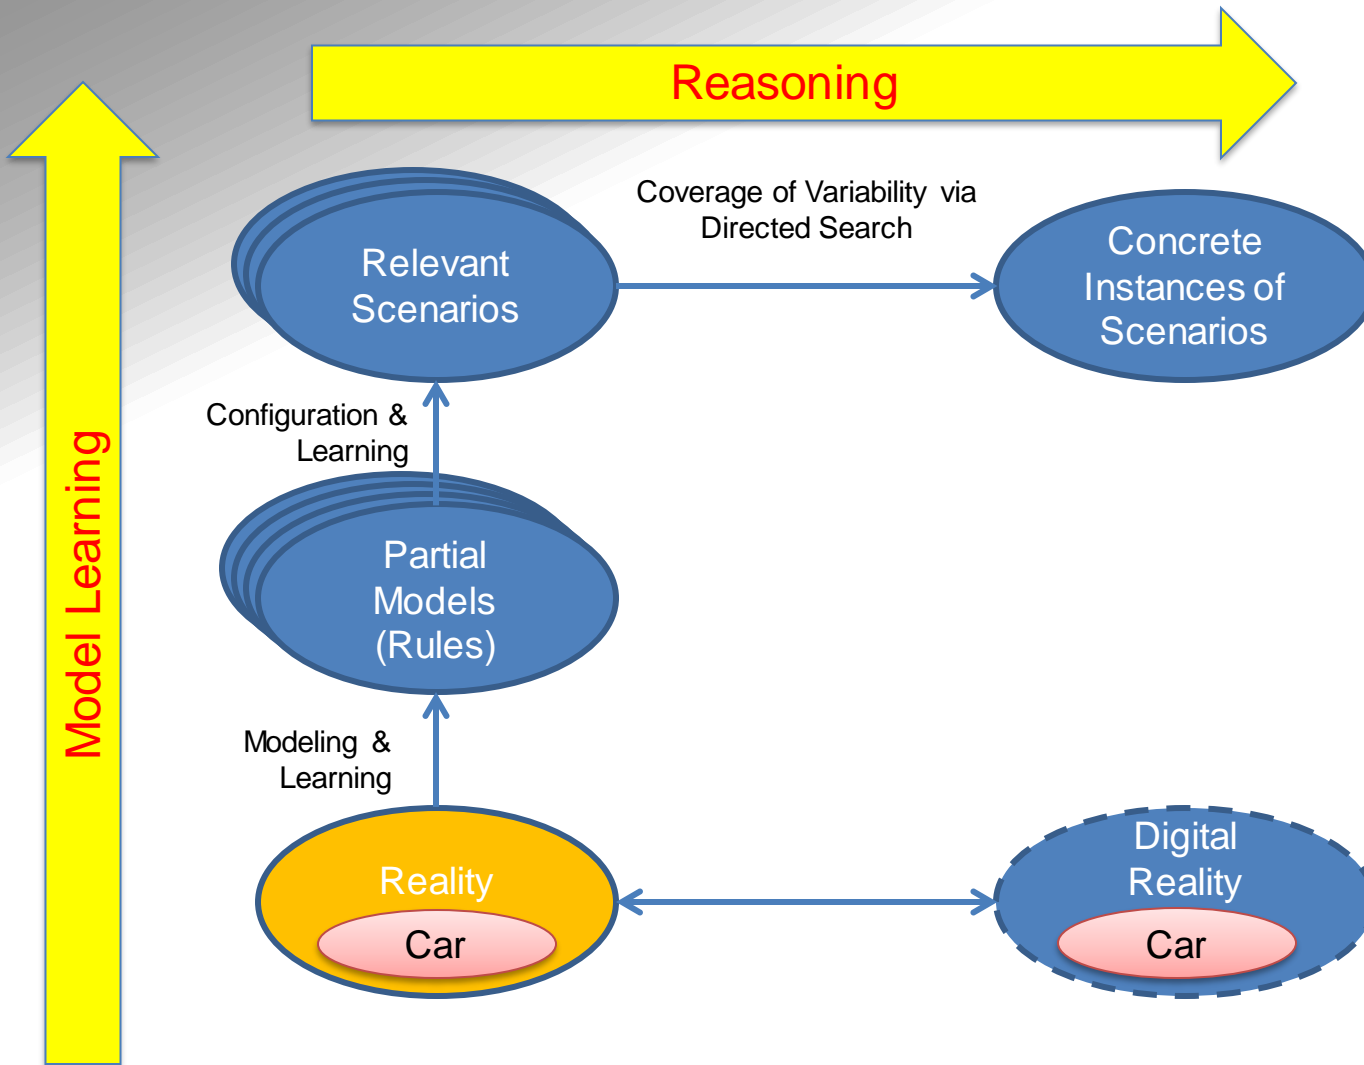 Reasoning
Coverage of Variability via
Directed Search
Relevant
Scenarios
Concrete
Instances of
Scenarios
Configuration &
Learning
Model Learning
Partial
Models
(Rules)
Modeling &
Learning
Reality
Car
Digital
Reality
Car